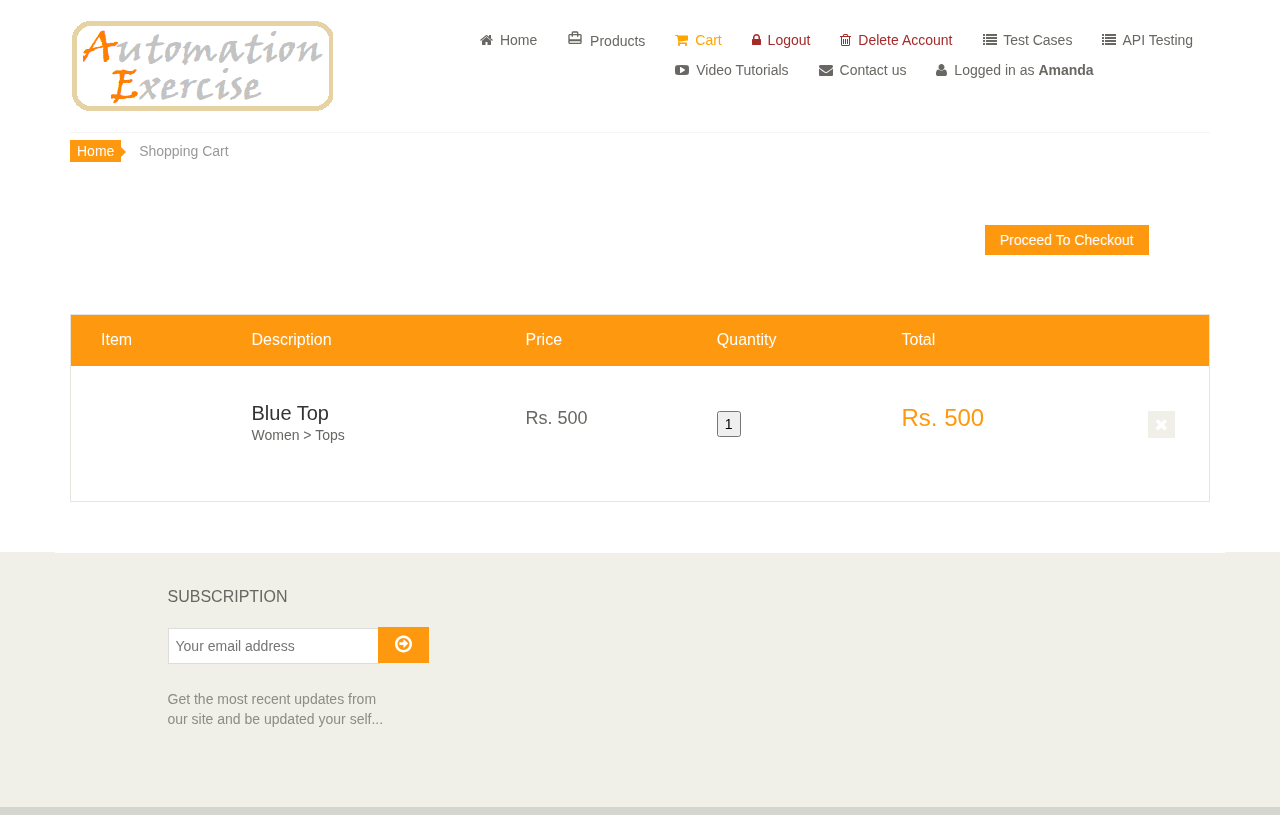 Automation
Exercise
Home
Products
Cart
Logout
Delete Account
Test Cases
API Testing
Video Tutorials
Contact us
Logged in as Amanda
Home
Shopping Cart
Proceed To Checkout
Item Description Price Quantity Total
Blue Top
Women > Tops
Rs. 500
1
Rs. 500
SUBSCRIPTION
Your email address
Get the most recent updates from
our site and be updated your self...